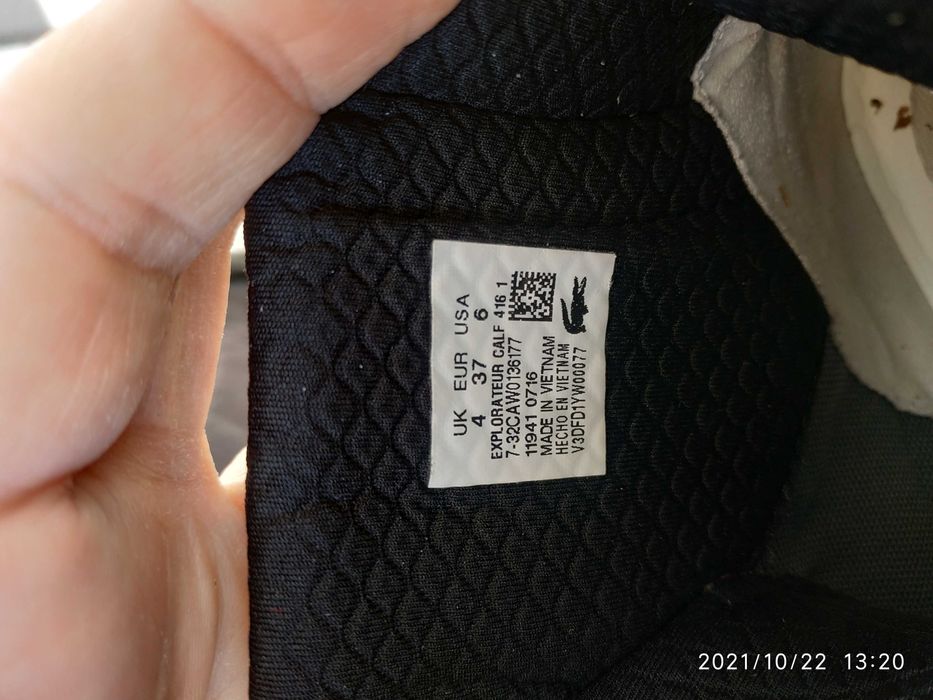 UK EUR USA
4 37 6
EXPLORATEUR CALF 416 1
7-32CAW0136177
11941 0716
MADE IN VIETNAM
HECHO EN VIETNAM
V3DFD1YW00077
2021/10/22 13:20